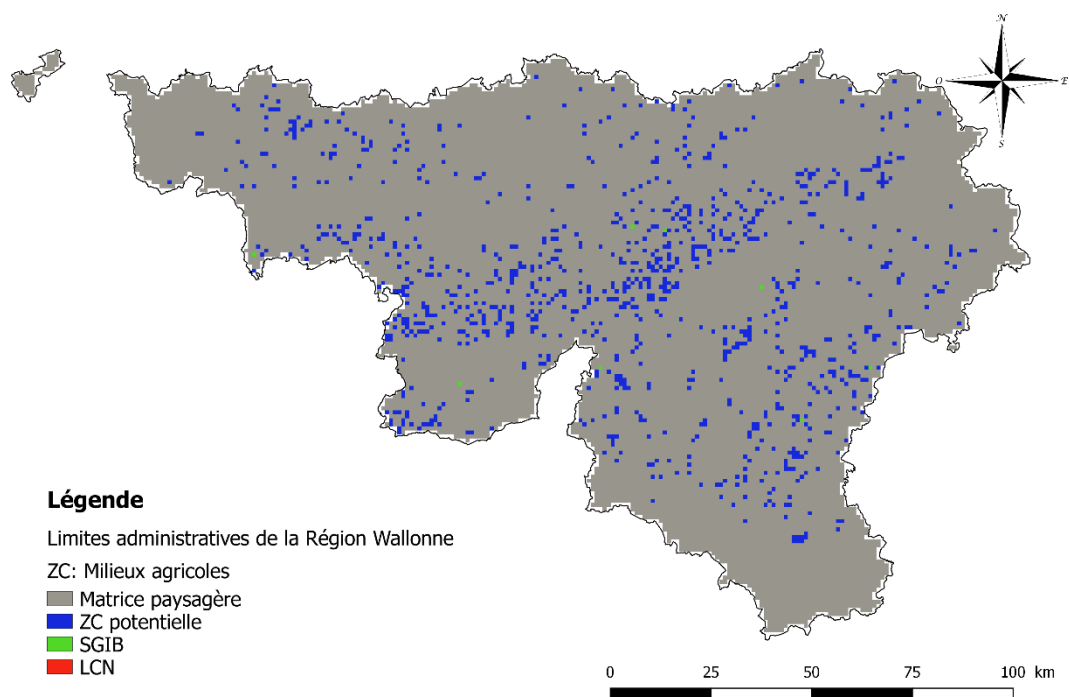 N
O
E
S
Légende
Limites administratives de la Région Wallonne
ZC: Milieux agricoles
Matrice paysagère
ZC potentielle
SGIB
LCN
0 25 50 75 100 km